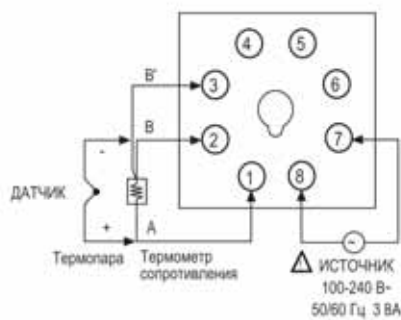 4 5
B' 3 6
B 2 7
-
1 8
ДАТЧИК
+ A
Термопара Термометр сопротивления
ИСТОЧНИК
100-240 В~
50/60 Гц 3 ВА